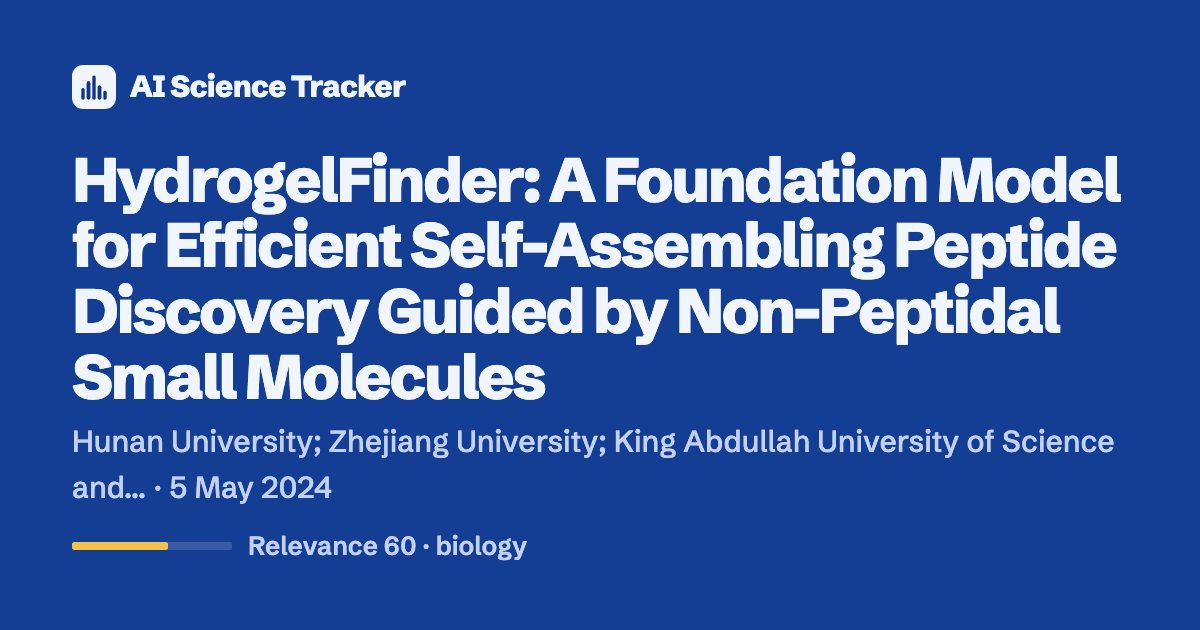 AI Science Tracker
HydrogelFinder: A Foundation Model
for Efficient Self-Assembling Peptide
Discovery Guided by Non-Peptidal
Small Molecules
Hunan University; Zhejiang University; King Abdullah University of Science
and... · 5 May 2024
Relevance 60 · biology